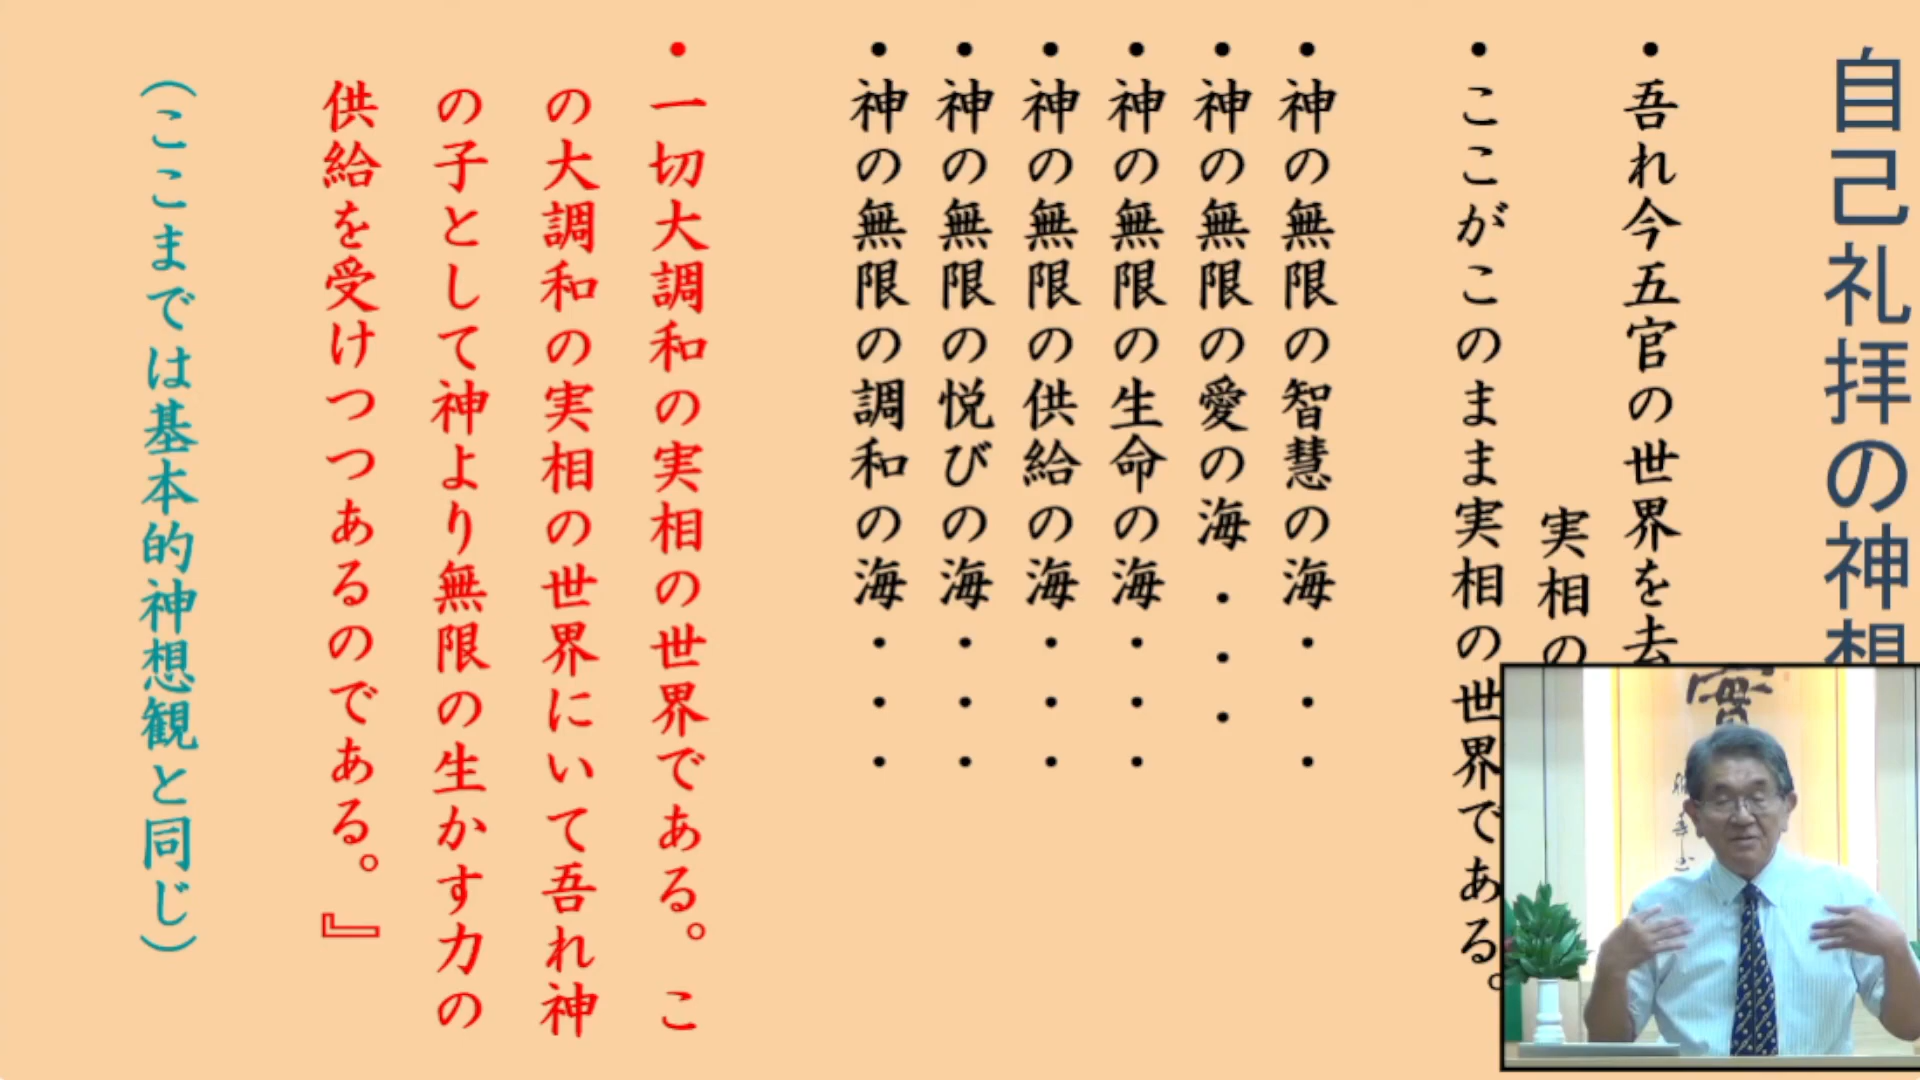 自己礼拝の神想
・吾れ今五官の世界を去
実相の
・ここがこのまま実相の世界である。
・神の無限の智慧の海・・・
・神の無限の愛の海・・・
・神の無限の生命の海・・・
・神の無限の供給の海・・・
・神の無限の悦びの海・・・
・神の無限の調和の海・・・
・一切大調和の実相の世界である。こ
の大調和の実相の世界にいて吾れ神
の子として神より無限の生かす力の
供給を受けつつあるのである。』
（ここまでは基本的神想観と同じ）